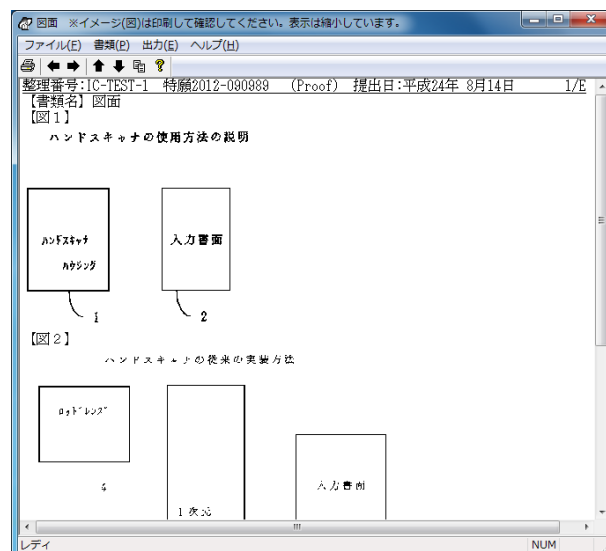 図面 ※イメージ(図)は印刷して確認してください。表示は縮小しています。
ファイル(F) 書類(P) 出力(E) ヘルプ(H)
整理番号:IC-TEST-1 特願2012-090989 (Proof) 提出日:平成24年 8月14日 1/E
【書類名】図面
【図1】
ハンドスキャナの使用方法の説明
ハンドスキャナ
ハウジング
入力書面
1
2
【図2】
ハンドスキャナの従来の実装方法
ロッドレンズ
4
1次元
入力書面
レディ NUM